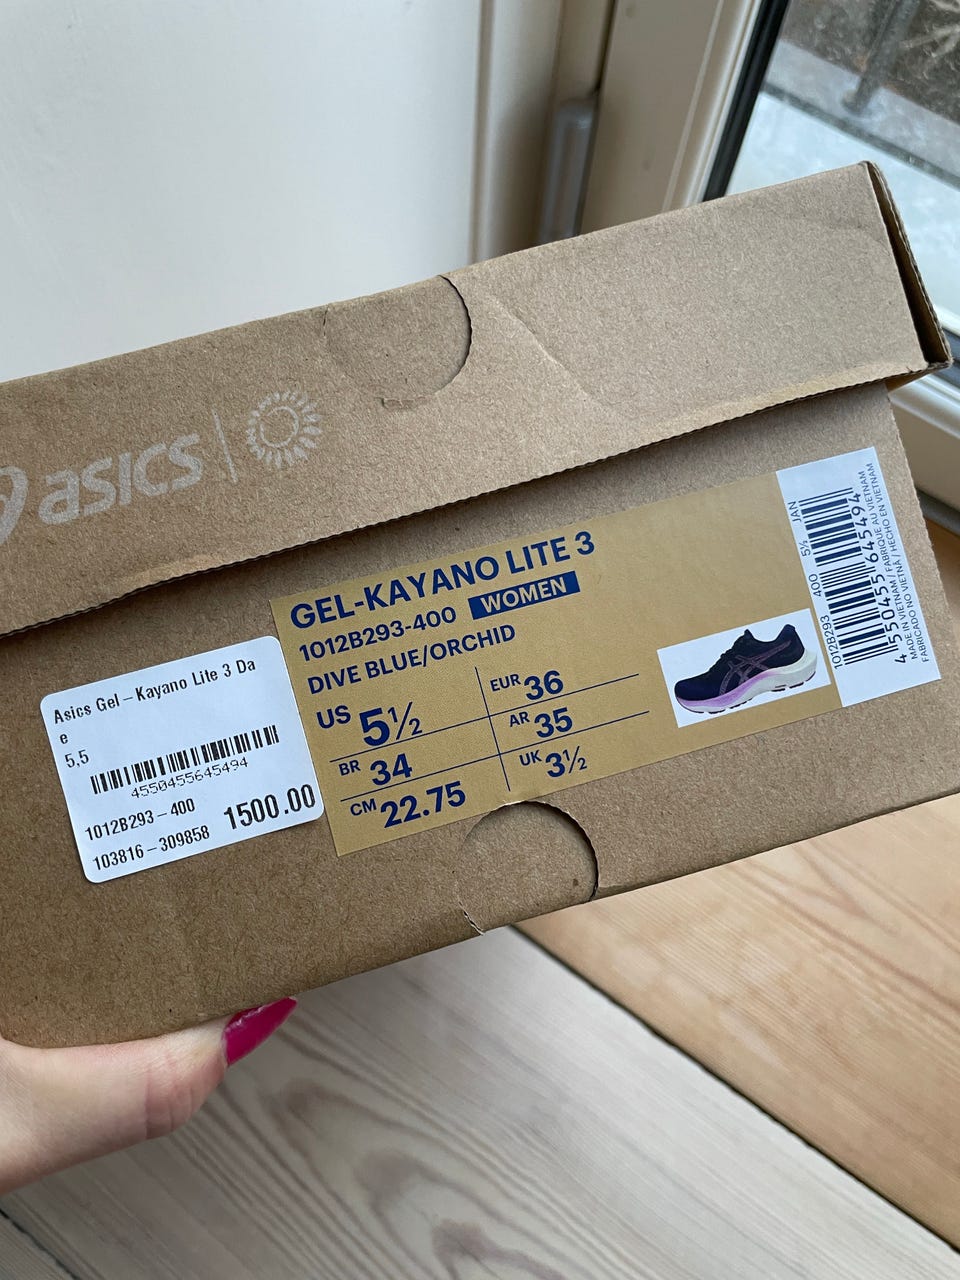 asics
GEL-KAYANO LITE 3
1012B293-400 WOMEN
DIVE BLUE/ORCHID
US 5½ EUR 36
BR 34 AR 35
CM 22.75 UK 3½
Asics Gel-Kayano Lite 3 Da
e
5,5
4550455645494
1012B293-400 1500.00
103816-309858
1012B293 400 5½ JAN
4 550455 645494
MADE IN VIETNAM / FABRIQUE AU VIETNAM
FABRICADO NO VIETNÃ / HECHO EN VIETNAM